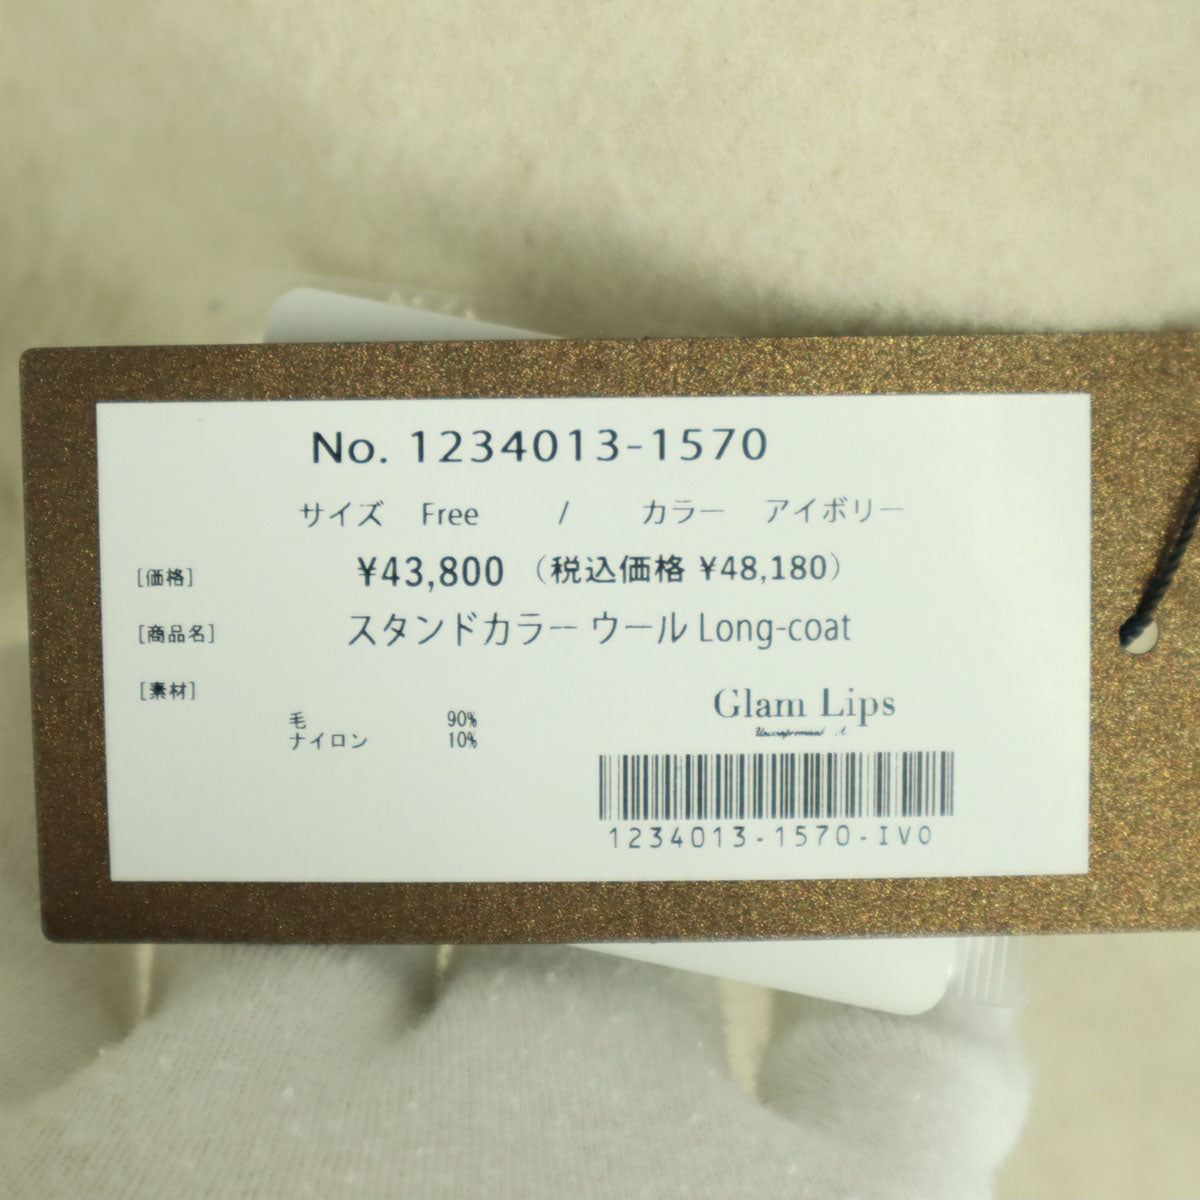 No. 1234013-1570
サイズ Free / カラー アイボリー
[価格] ¥43,800 (税込価格 ¥48,180)
[商品名] スタンドカラー ウール Long-coat
[素材]
毛 90%
ナイロン 10%
Glam Lips
1234013-1570-IVO